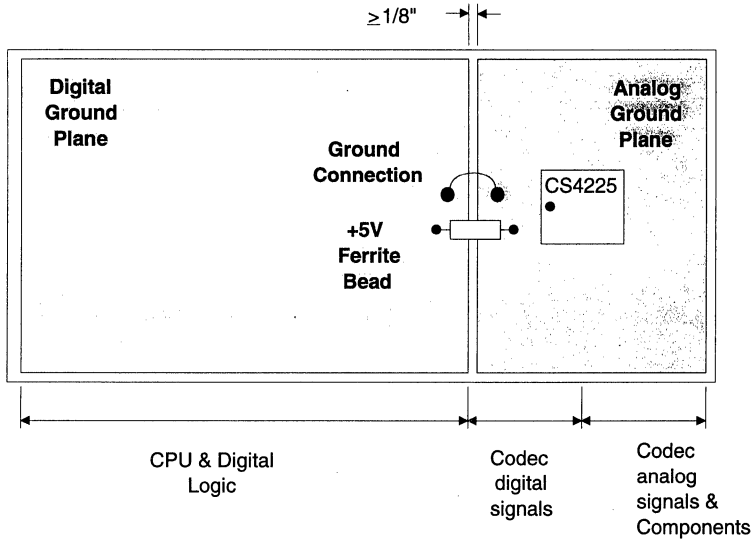 ≥1/8"
Digital
Ground
Plane
Analog
Ground
Plane
Ground
Connection
CS4225
+5V
Ferrite
Bead
CPU & Digital
Logic
Codec
digital
signals
Codec
analog
signals &
Components